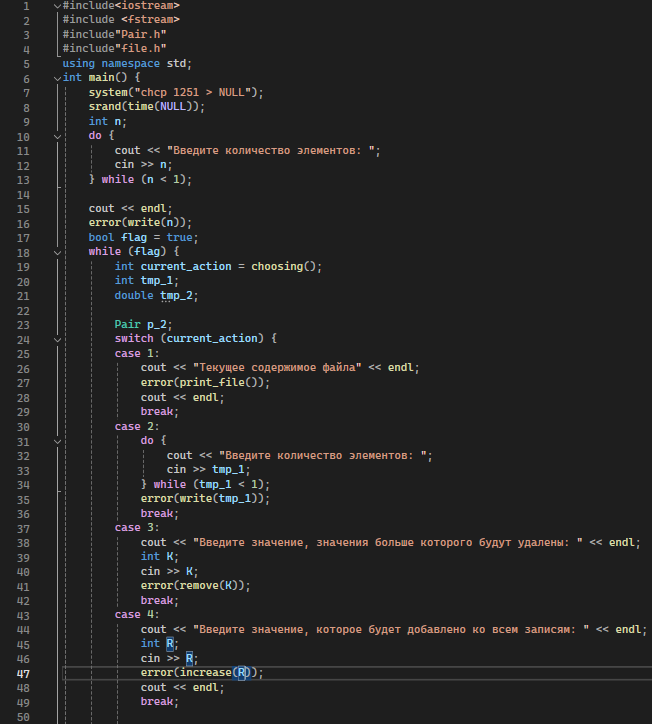 1 #include<iostream>
2 #include <fstream>
3 #include"Pair.h"
4 #include"file.h"
5 using namespace std;
6 int main() {
7 system("chcp 1251 > NULL");
8 srand(time(NULL));
9 int n;
10 do {
11 cout << "Введите количество элементов: ";
12 cin >> n;
13 } while (n < 1);
14
15 cout << endl;
16 error(write(n));
17 bool flag = true;
18 while (flag) {
19 int current_action = choosing();
20 int tmp_1;
21 double tmp_2;
22
23 Pair p_2;
24 switch (current_action) {
25 case 1:
26 cout << "Текущее содержимое файла" << endl;
27 error(print_file());
28 cout << endl;
29 break;
30 case 2:
31 do {
32 cout << "Введите количество элементов: ";
33 cin >> tmp_1;
34 } while (tmp_1 < 1);
35 error(write(tmp_1));
36 break;
37 case 3:
38 cout << "Введите значение, значения больше которого будут удалены: " << endl;
39 int K;
40 cin >> K;
41 error(remove(K));
42 break;
43 case 4:
44 cout << "Введите значение, которое будет добавлено ко всем записям: " << endl;
45 int R;
46 cin >> R;
47 error(increase(R));
48 cout << endl;
49 break;
50